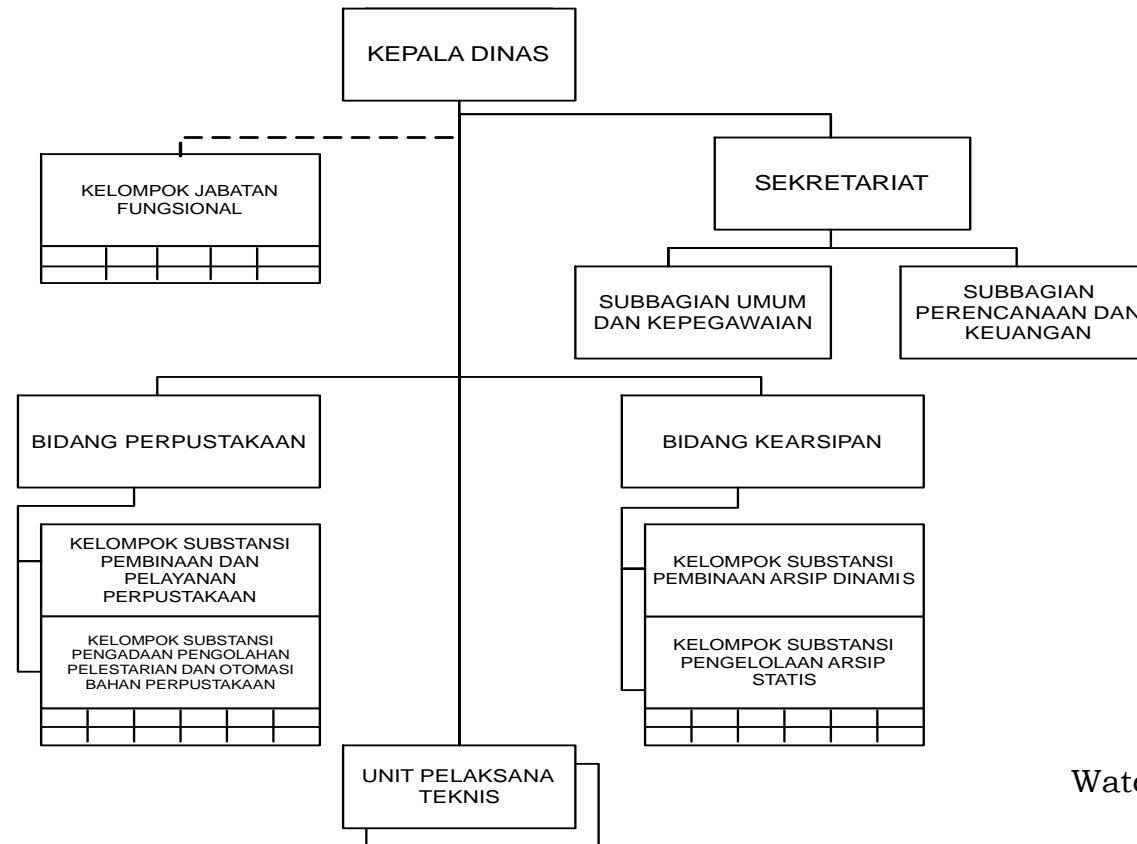 KEPALA DINAS
KELOMPOK JABATAN
FUNGSIONAL
SEKRETARIAT
SUBBAGIAN UMUM
DAN KEPEGAWAIAN
SUBBAGIAN
PERENCANAAN DAN
KEUANGAN
BIDANG PERPUSTAKAAN
BIDANG KEARSIPAN
KELOMPOK SUBSTANSI
PEMBINAAN DAN
PELAYANAN
PERPUSTAKAAN
KELOMPOK SUBSTANSI
PENGADAAN PENGOLAHAN
PELESTARIAN DAN OTOMASI
BAHAN PERPUSTAKAAN
KELOMPOK SUBSTANSI
PEMBINAAN ARSIP DINAMIS
KELOMPOK SUBSTANSI
PENGELOLAAN ARSIP
STATIS
UNIT PELAKSANA
TEKNIS